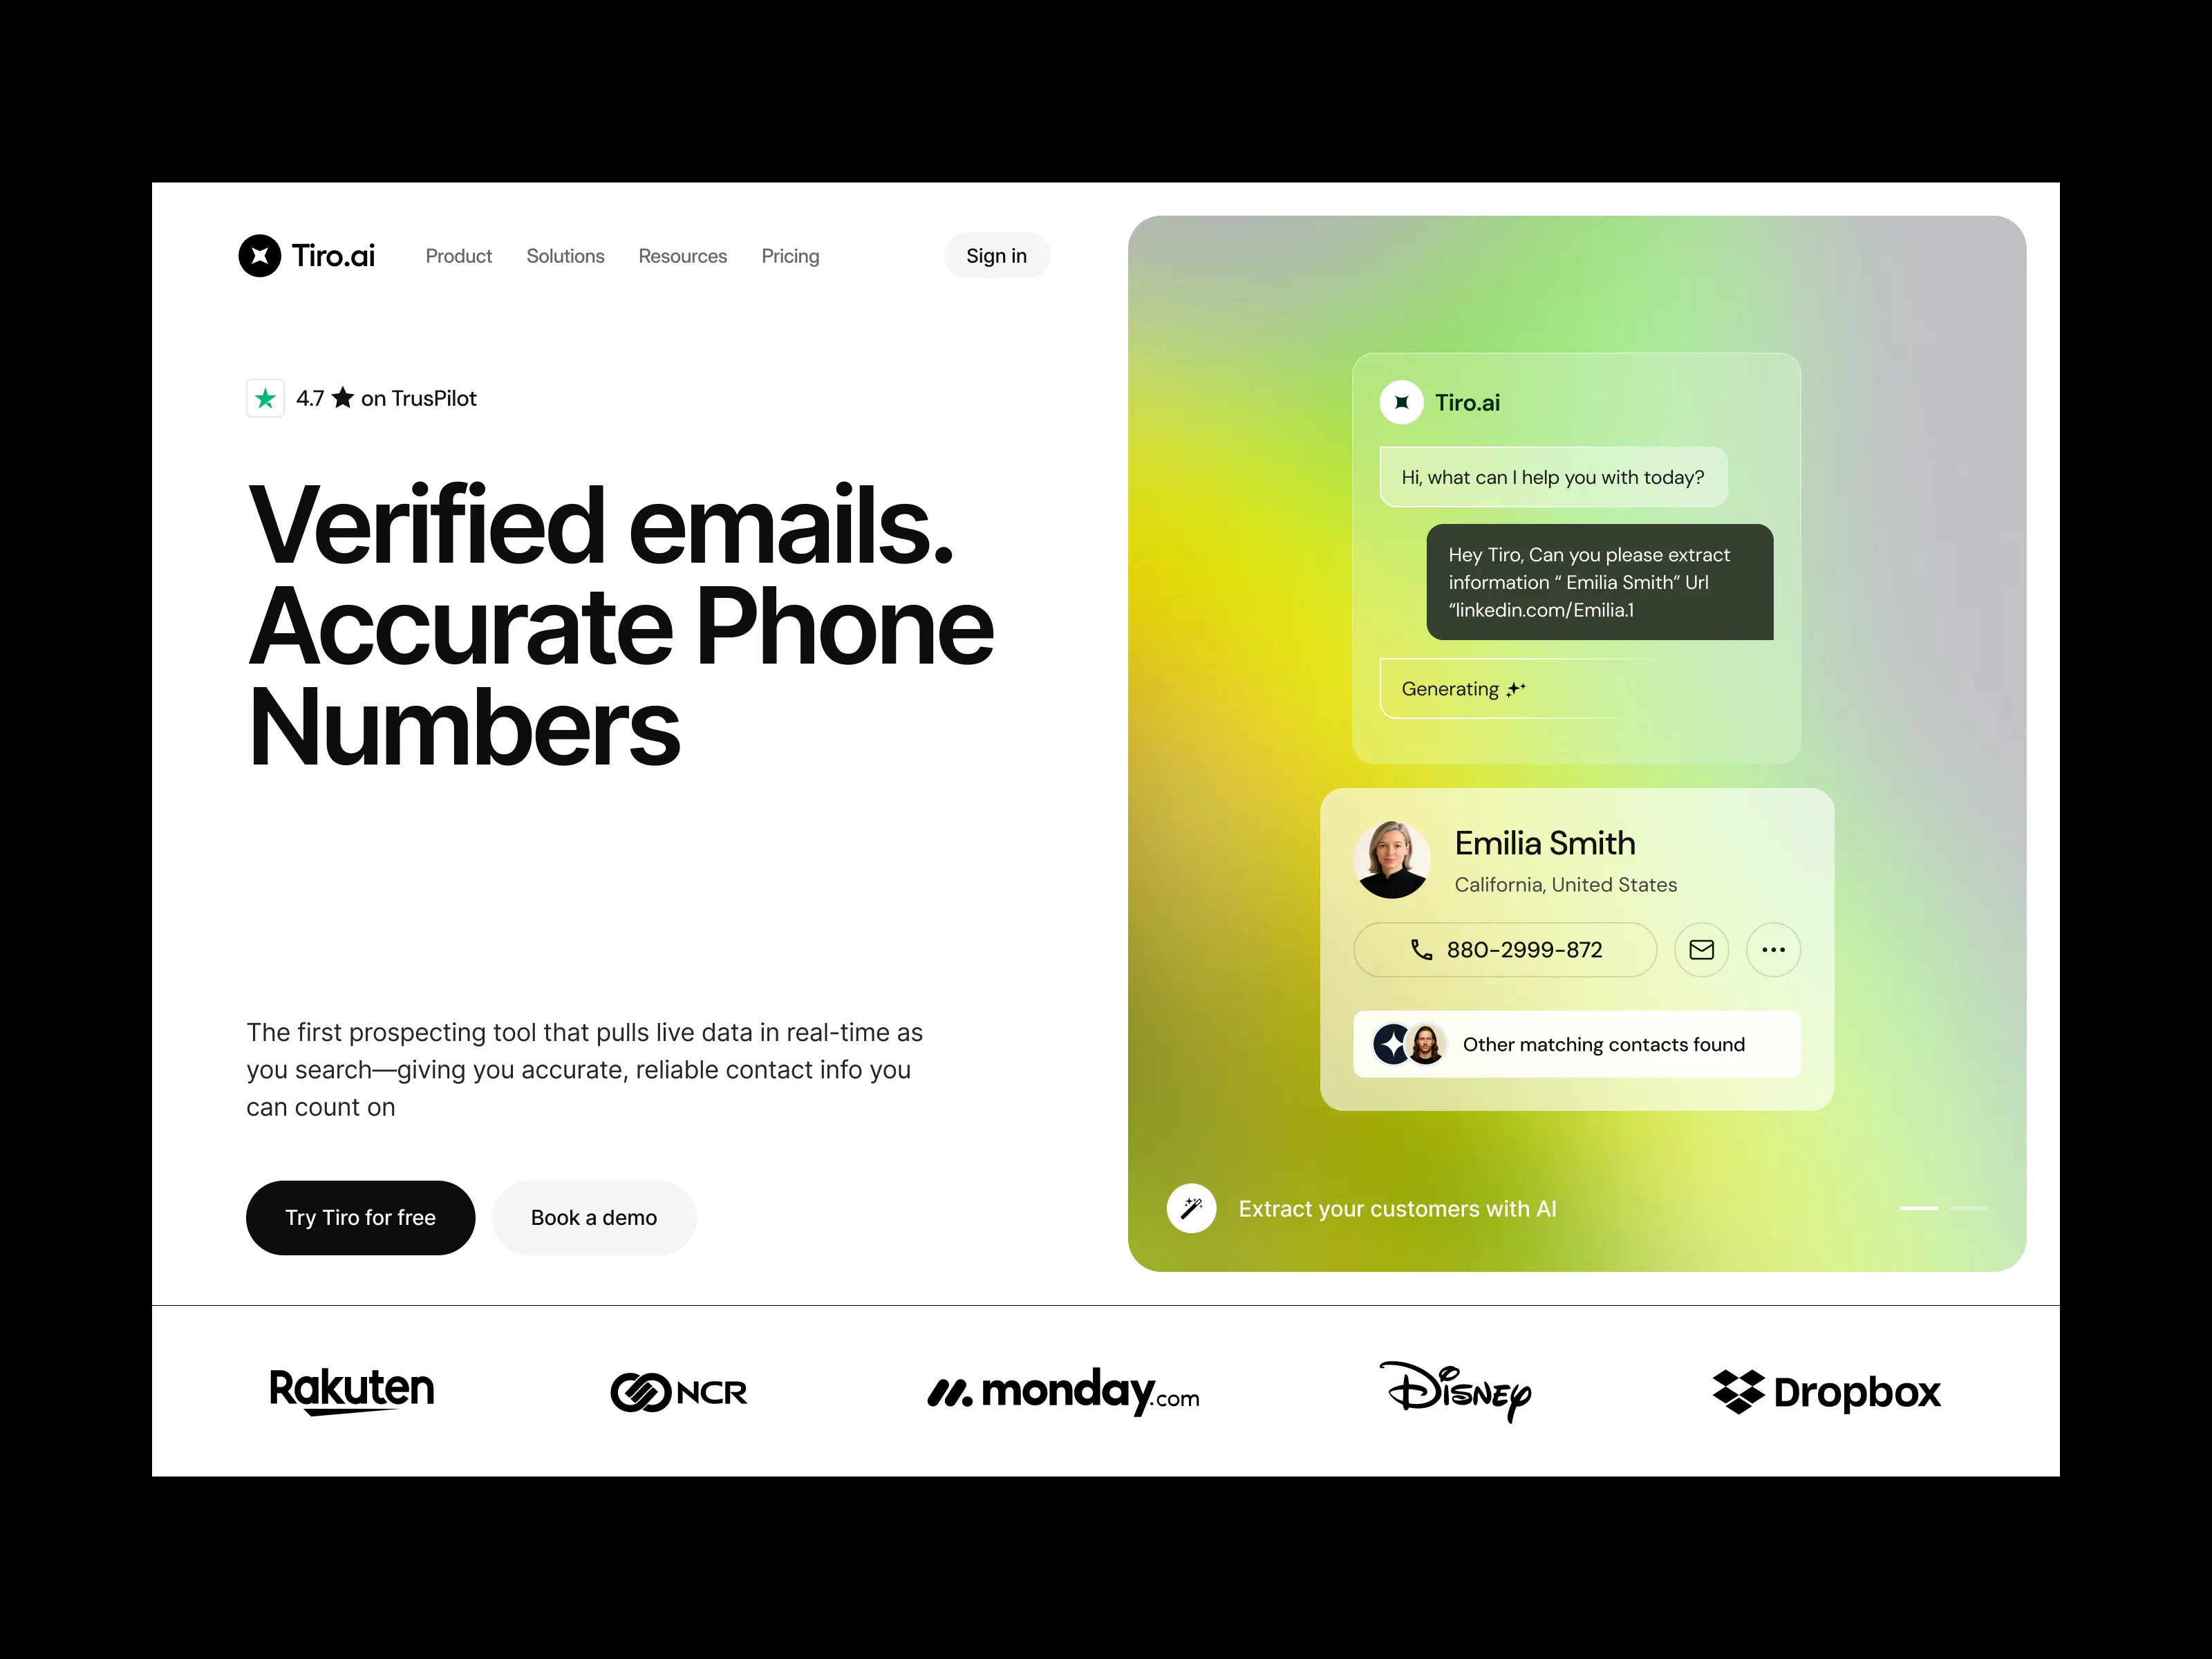 Tiro.ai
Product
Solutions
Resources
Pricing
Sign in
4.7 ★ on TrusPilot
Verified emails.
Accurate Phone
Numbers
The first prospecting tool that pulls live data in real-time as
you search—giving you accurate, reliable contact info you
can count on
Try Tiro for free
Book a demo
Tiro.ai
Hi, what can I help you with today?
Hey Tiro, Can you please extract
information “ Emilia Smith” Url
“linkedin.com/Emilia.1
Generating
Emilia Smith
California, United States
880-2999-872
Other matching contacts found
Extract your customers with AI
Rakuten
NCR
monday.com
Disney
Dropbox